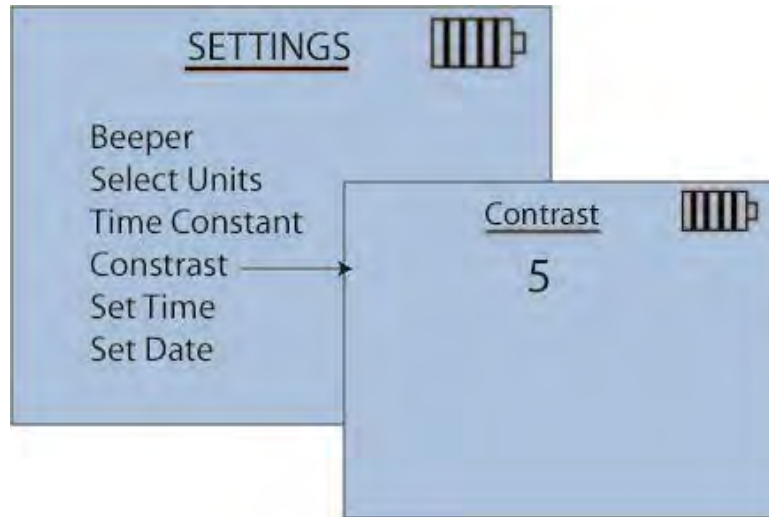 SETTINGS
Beeper
Select Units
Time Constant
Constrast
Set Time
Set Date
Contrast
5